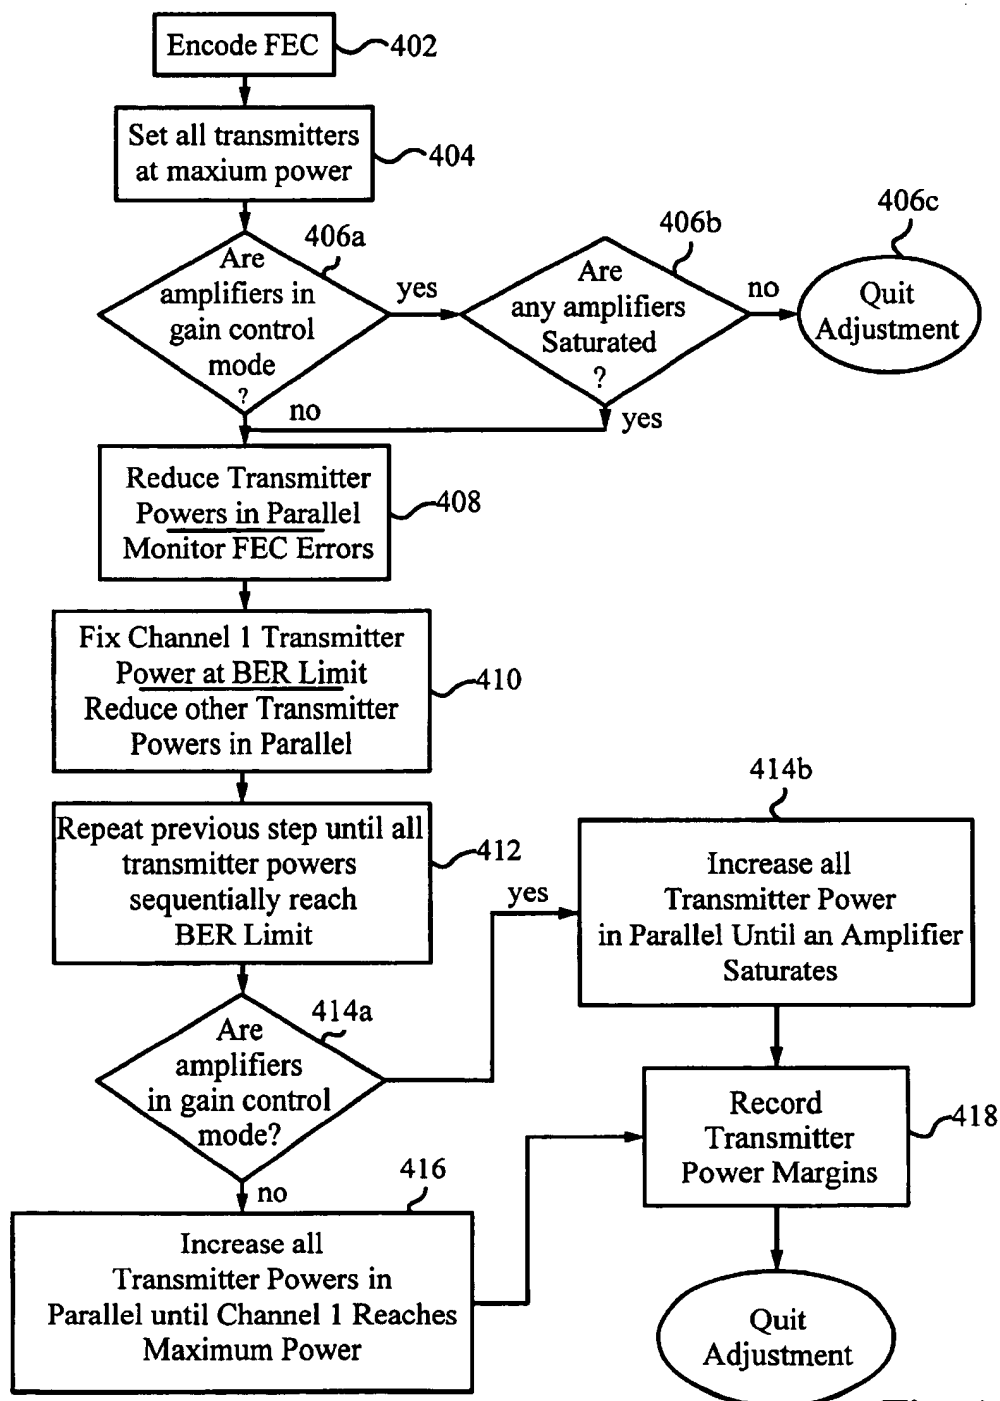 Encode FEC
402
Set all transmitters
at maxium power
404
406a
Are
amplifiers in
gain control
mode
?
yes
no
406b
Are
any amplifiers
Saturated
?
no
yes
406c
Quit
Adjustment
Reduce Transmitter
Powers in Parallel
Monitor FEC Errors
408
Fix Channel 1 Transmitter
Power at BER Limit
Reduce other Transmitter
Powers in Parallel
410
Repeat previous step until all
transmitter powers
sequentially reach
BER Limit
412
414a
Are
amplifiers
in gain control
mode?
yes
no
414b
Increase all
Transmitter Power
in Parallel Until an Amplifier
Saturates
416
Increase all
Transmitter Powers in
Parallel until Channel 1 Reaches
Maximum Power
Record
Transmitter
Power Margins
418
Quit
Adjustment